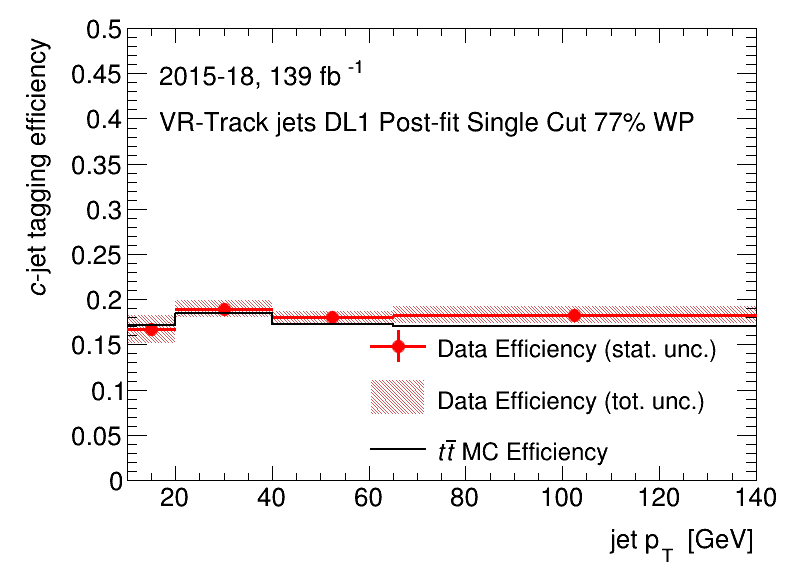 0.5
0.45
0.4
0.35
0.3
0.25
0.2
0.15
0.1
0.05
0
c-jet tagging efficiency
2015-18, 139 fb⁻¹
VR-Track jets DL1 Post-fit Single Cut 77% WP
Data Efficiency (stat. unc.)
Data Efficiency (tot. unc.)
tt̄ MC Efficiency
20 40 60 80 100 120 140
jet p_T [GeV]